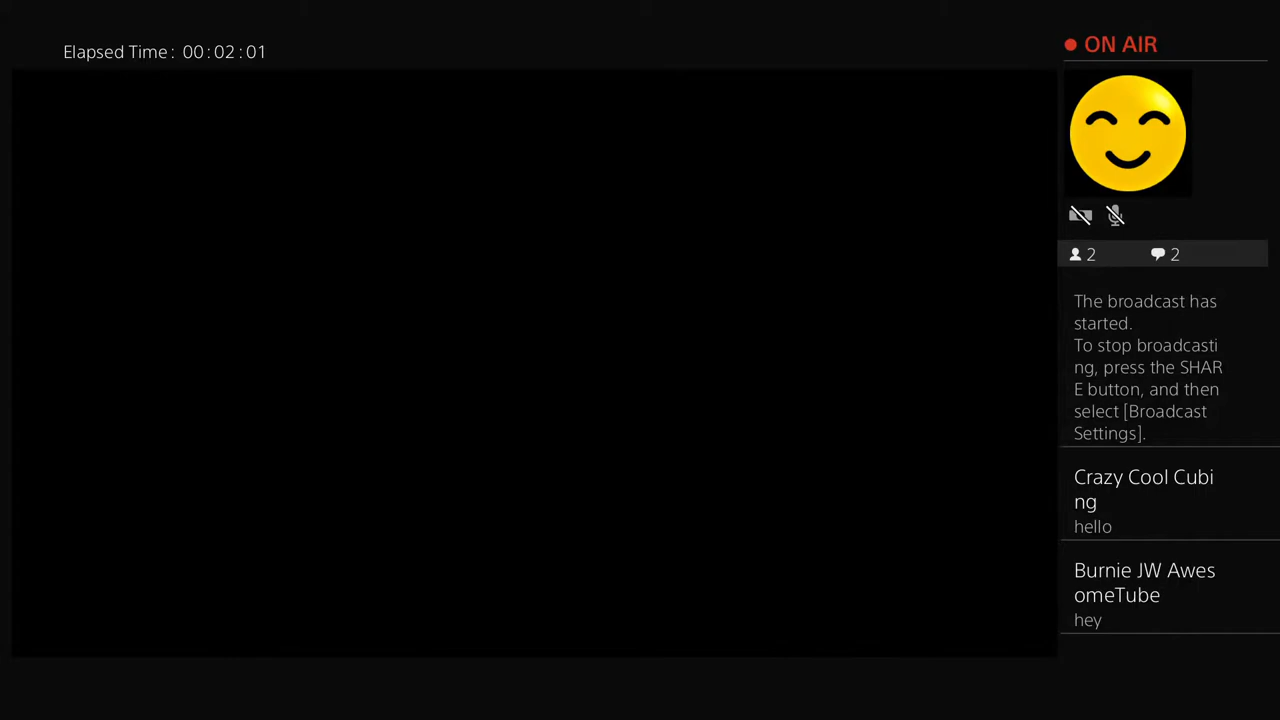 Elapsed Time: 00:02:01
ON AIR
2 2
The broadcast has
started.
To stop broadcasti
ng, press the SHAR
E button, and then
select [Broadcast
Settings].
Crazy Cool Cubi
ng
hello
Burnie JW Awes
omeTube
hey